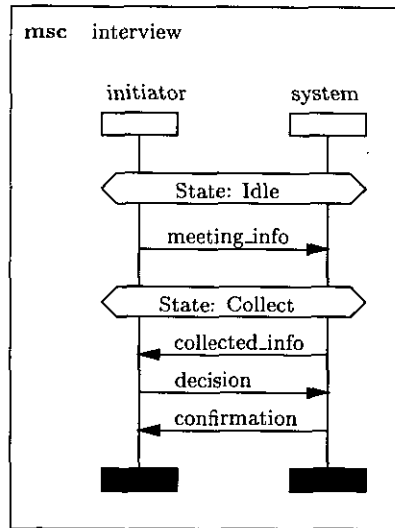 msc interview
initiator system
State: Idle
meeting_info
State: Collect
collected_info
decision
confirmation